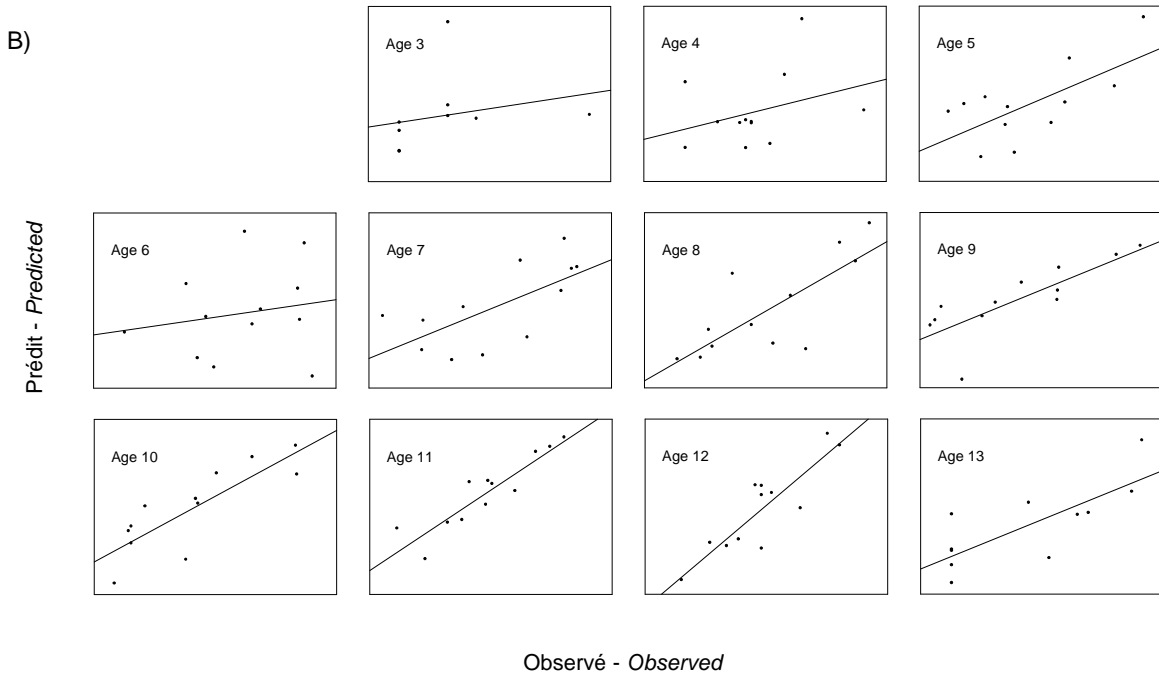 B)
Age 3
Age 4
Age 5
Prédit - Predicted
Age 6
Age 7
Age 8
Age 9
Age 10
Age 11
Age 12
Age 13
Observé - Observed